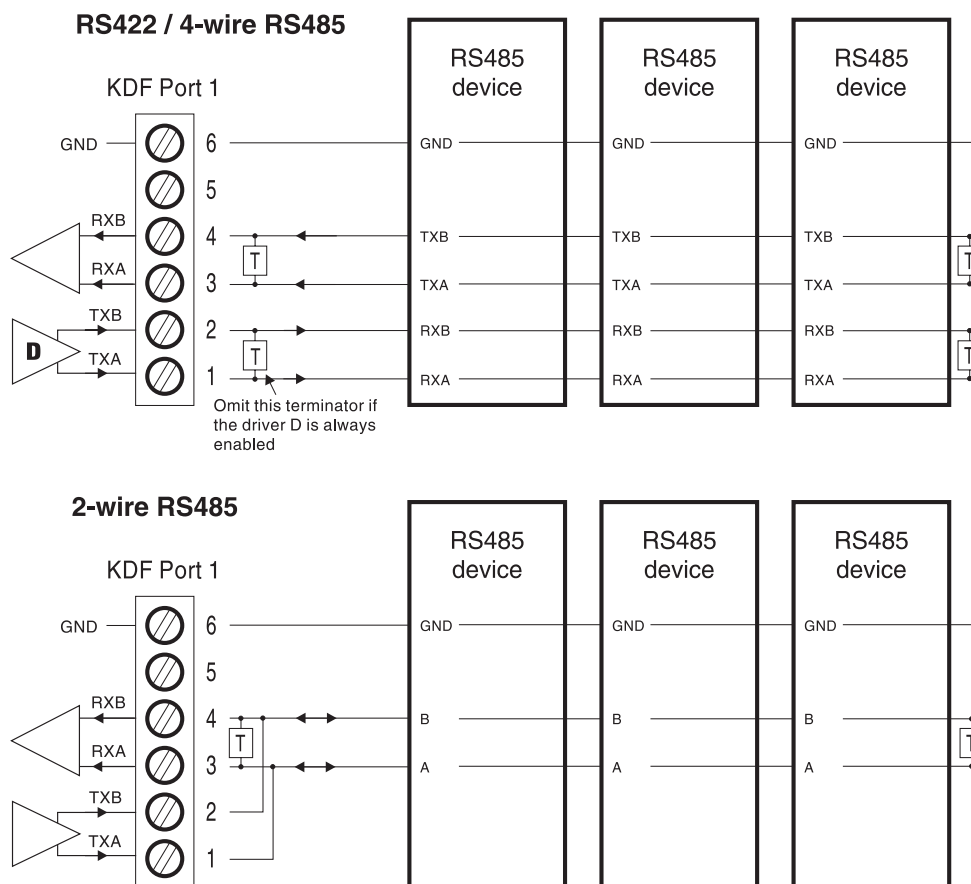 RS422 / 4-wire RS485
KDF Port 1
RS485 device
RS485 device
RS485 device
GND 6 GND GND GND
5
RXB 4 TXB TXB TXB
T T
RXA 3 TXA TXA TXA
TXB 2 RXB RXB RXB
D T T
TXA 1 RXA RXA RXA
Omit this terminator if
the driver D is always
enabled
2-wire RS485
KDF Port 1
RS485 device
RS485 device
RS485 device
GND 6 GND GND GND
5
RXB 4 B B B
T T
RXA 3 A A A
TXB 2
TXA 1